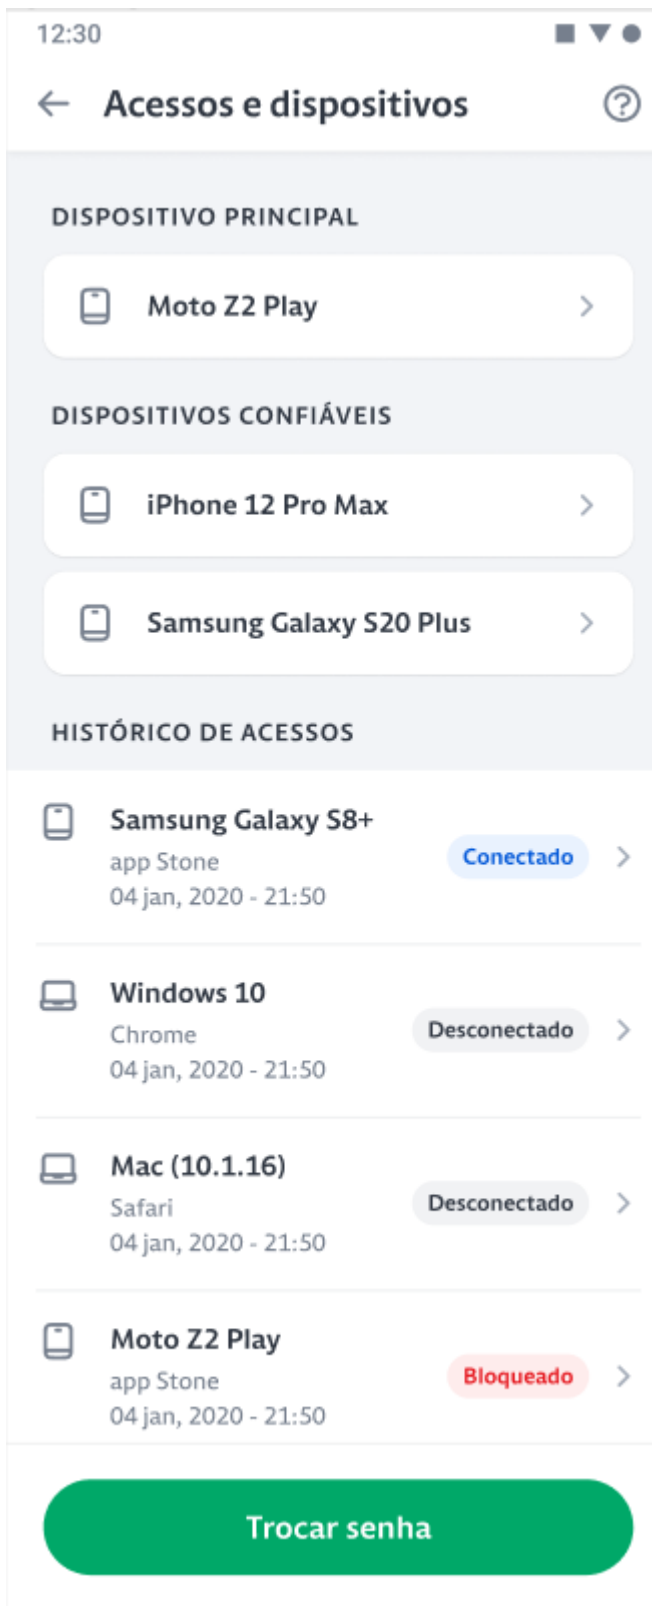 12:30
Acessos e dispositivos
DISPOSITIVO PRINCIPAL
Moto Z2 Play
DISPOSITIVOS CONFIÁVEIS
iPhone 12 Pro Max
Samsung Galaxy S20 Plus
HISTÓRICO DE ACESSOS
Samsung Galaxy S8+
app Stone
Conectado
04 jan, 2020 - 21:50
Windows 10
Chrome
Desconectado
04 jan, 2020 - 21:50
Mac (10.1.16)
Safari
Desconectado
04 jan, 2020 - 21:50
Moto Z2 Play
app Stone
Bloqueado
04 jan, 2020 - 21:50
Trocar senha